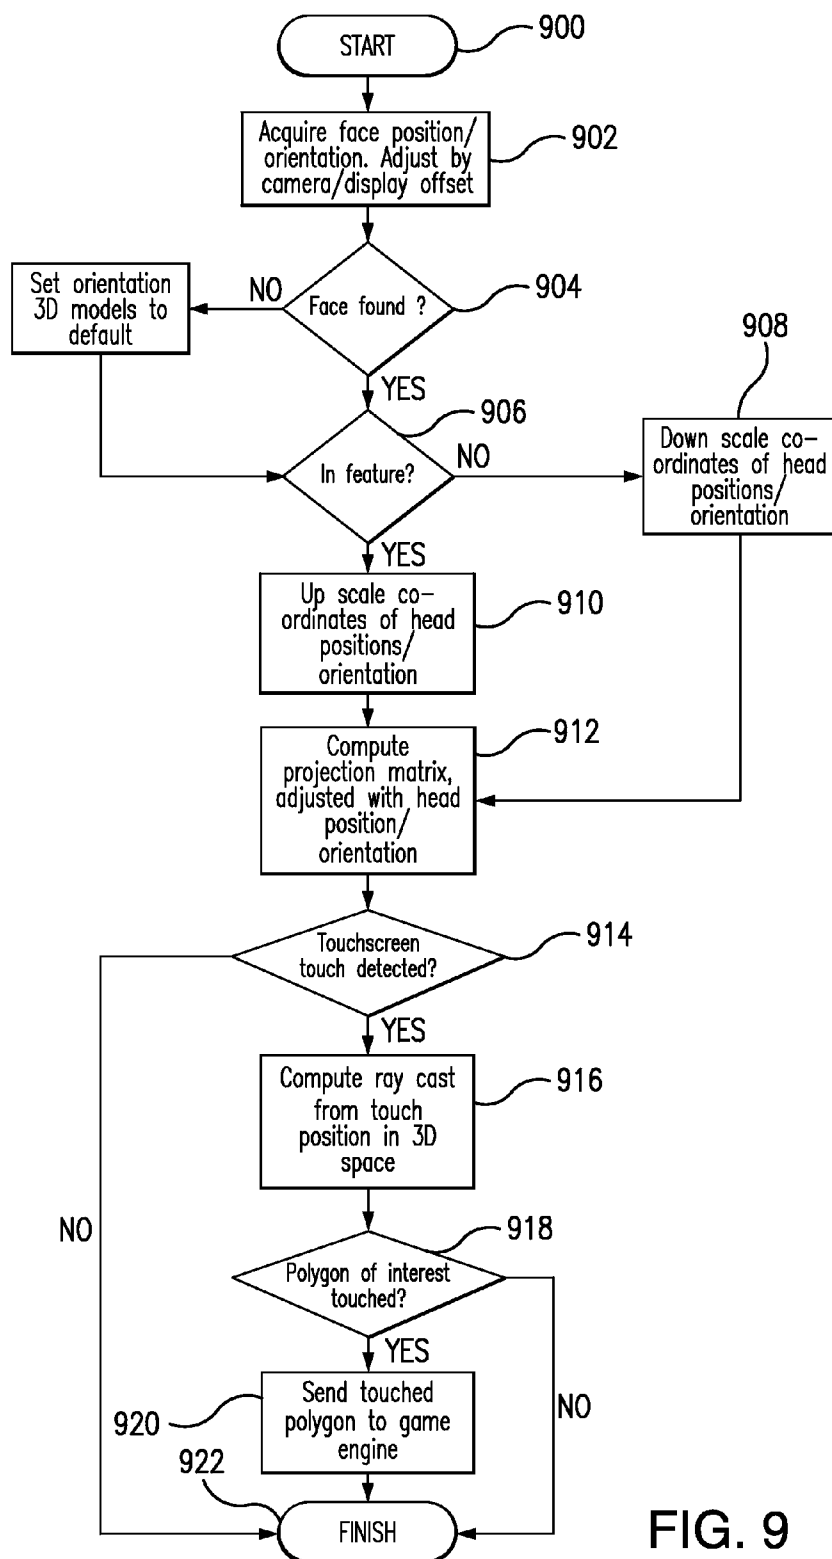 START
900
Acquire face position/
orientation. Adjust by
camera/display offset
902
Face found ?
904
NO
Set orientation
3D models to
default
YES
906
In feature?
NO
908
Down scale co-
ordinates of head
positions/
orientation
YES
Up scale co-
ordinates of head
positions/
orientation
910
Compute
projection matrix,
adjusted with head
position/
orientation
912
Touchscreen
touch detected?
914
YES
Compute ray cast
from touch
position in 3D
space
916
NO
918
Polygon of interest
touched?
YES
Send touched
polygon to game
engine
920
NO
922
FINISH
FIG. 9